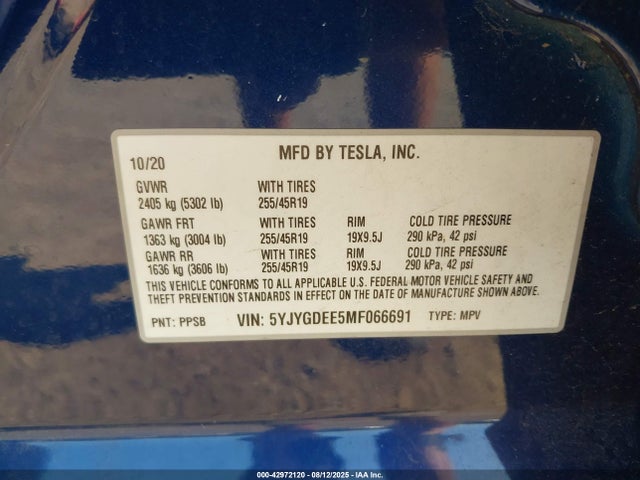 10/20 MFD BY TESLA, INC.
GVWR WITH TIRES
2405 kg (5302 lb) 255/45R19
GAWR FRT WITH TIRES RIM COLD TIRE PRESSURE
1363 kg (3004 lb) 255/45R19 19X9.5J 290 kPa, 42 psi
GAWR RR WITH TIRES RIM COLD TIRE PRESSURE
1636 kg (3606 lb) 255/45R19 19X9.5J 290 kPa, 42 psi
THIS VEHICLE CONFORMS TO ALL APPLICABLE U.S. FEDERAL MOTOR VEHICLE SAFETY AND
THEFT PREVENTION STANDARDS IN EFFECT ON THE DATE OF MANUFACTURE SHOWN ABOVE.
PNT: PPSB VIN: 5YJYGDEE5MF066691 TYPE: MPV
000-42972120 - 08/12/2025 - IAA Inc.